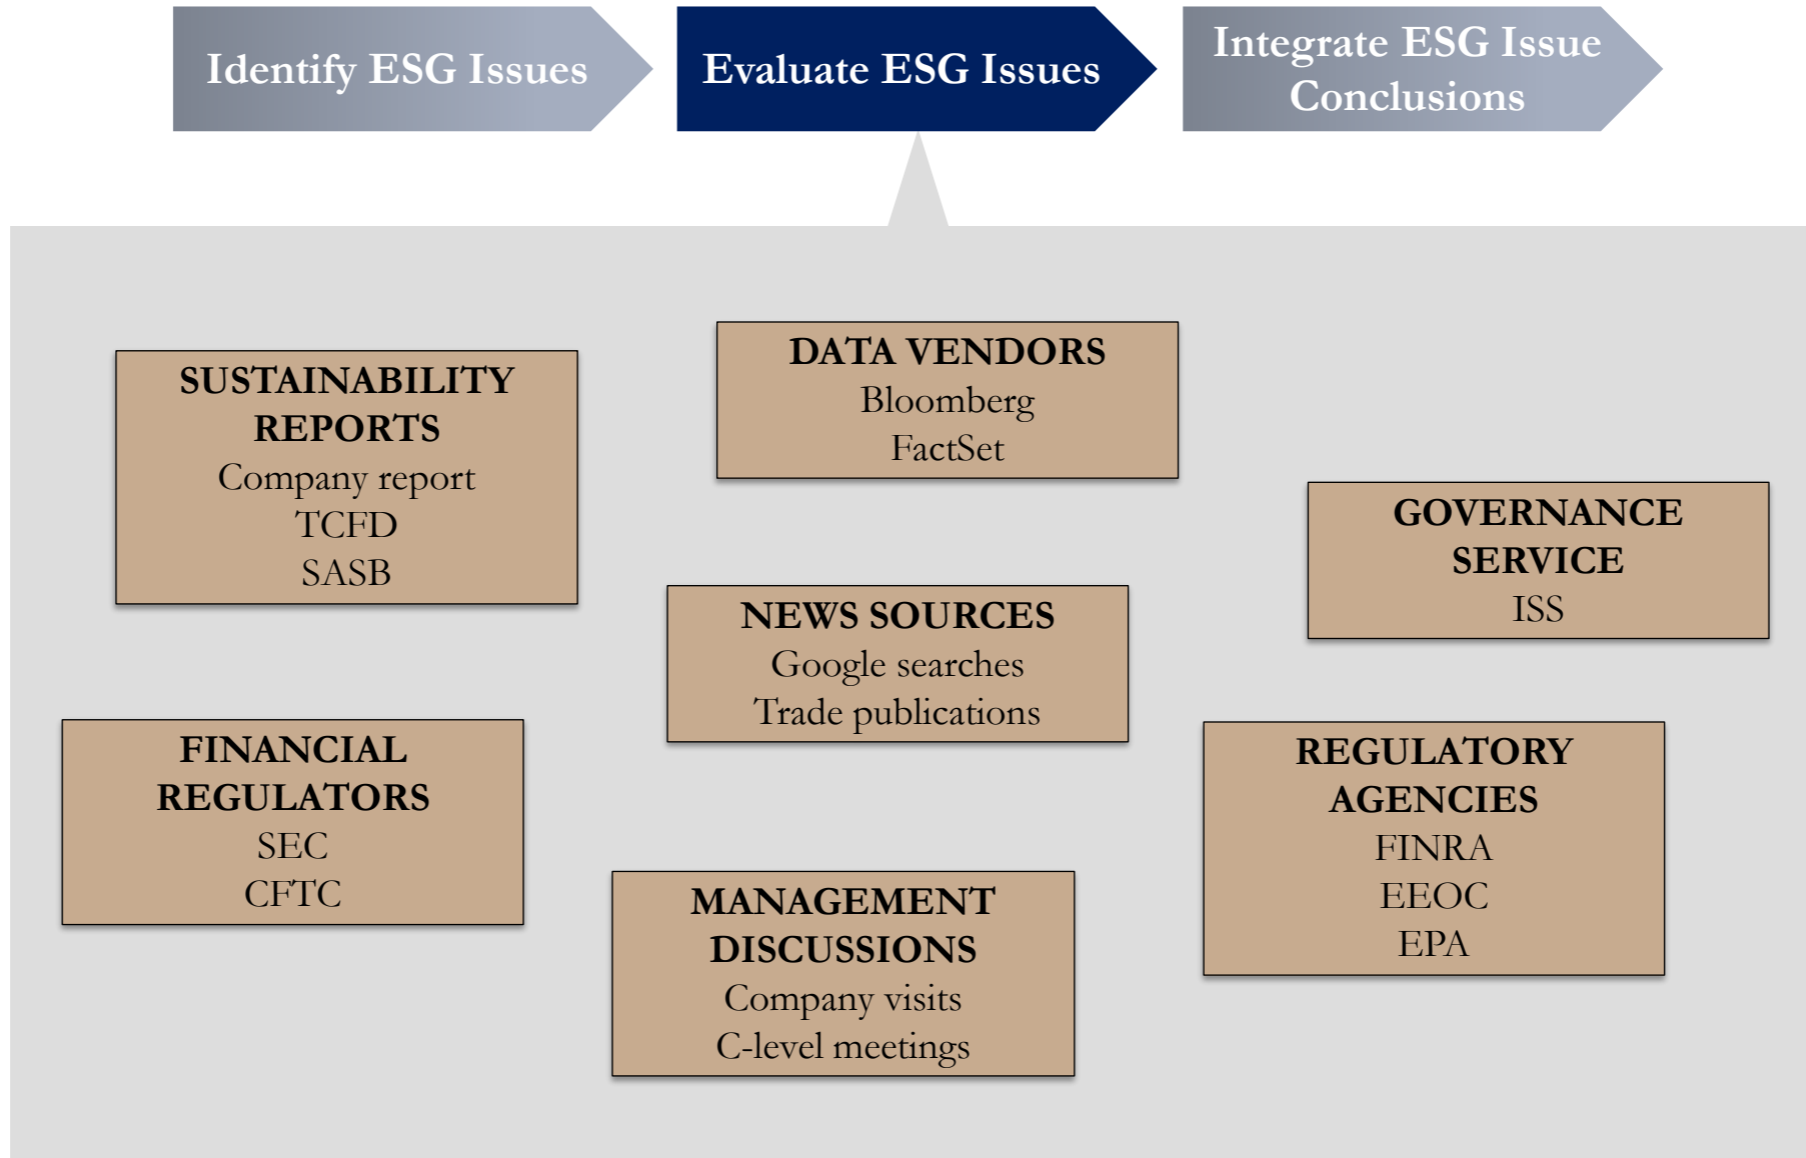 Identify ESG Issues
Evaluate ESG Issues
Integrate ESG Issue
Conclusions
SUSTAINABILITY
REPORTS
Company report
TCFD
SASB
DATA VENDORS
Bloomberg
FactSet
GOVERNANCE
SERVICE
ISS
NEWS SOURCES
Google searches
Trade publications
FINANCIAL
REGULATORS
SEC
CFTC
MANAGEMENT
DISCUSSIONS
Company visits
C-level meetings
REGULATORY
AGENCIES
FINRA
EEOC
EPA